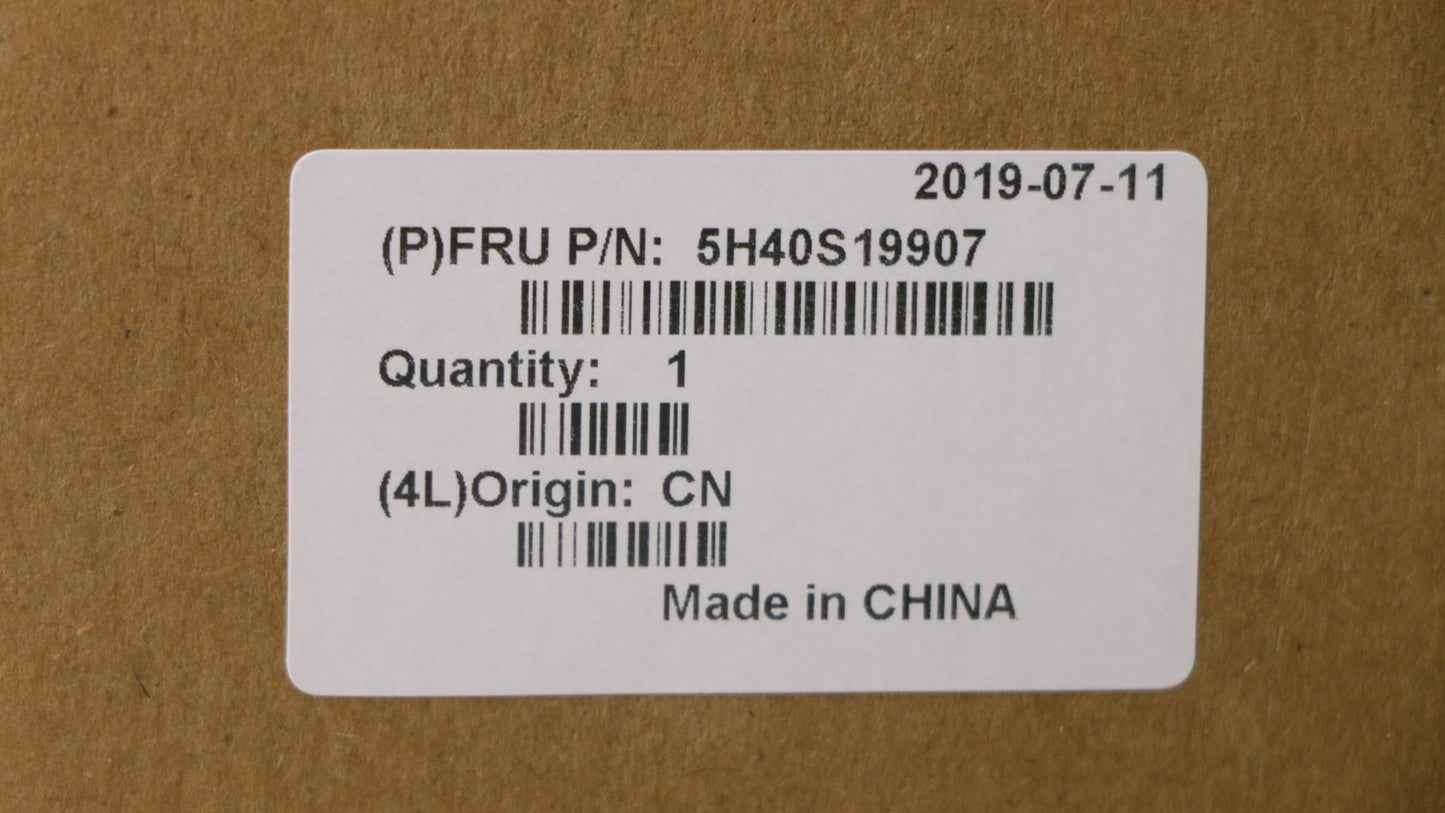 2019-07-11
(P)FRU P/N: 5H40S19907
Quantity: 1
(4L)Origin: CN
Made in CHINA